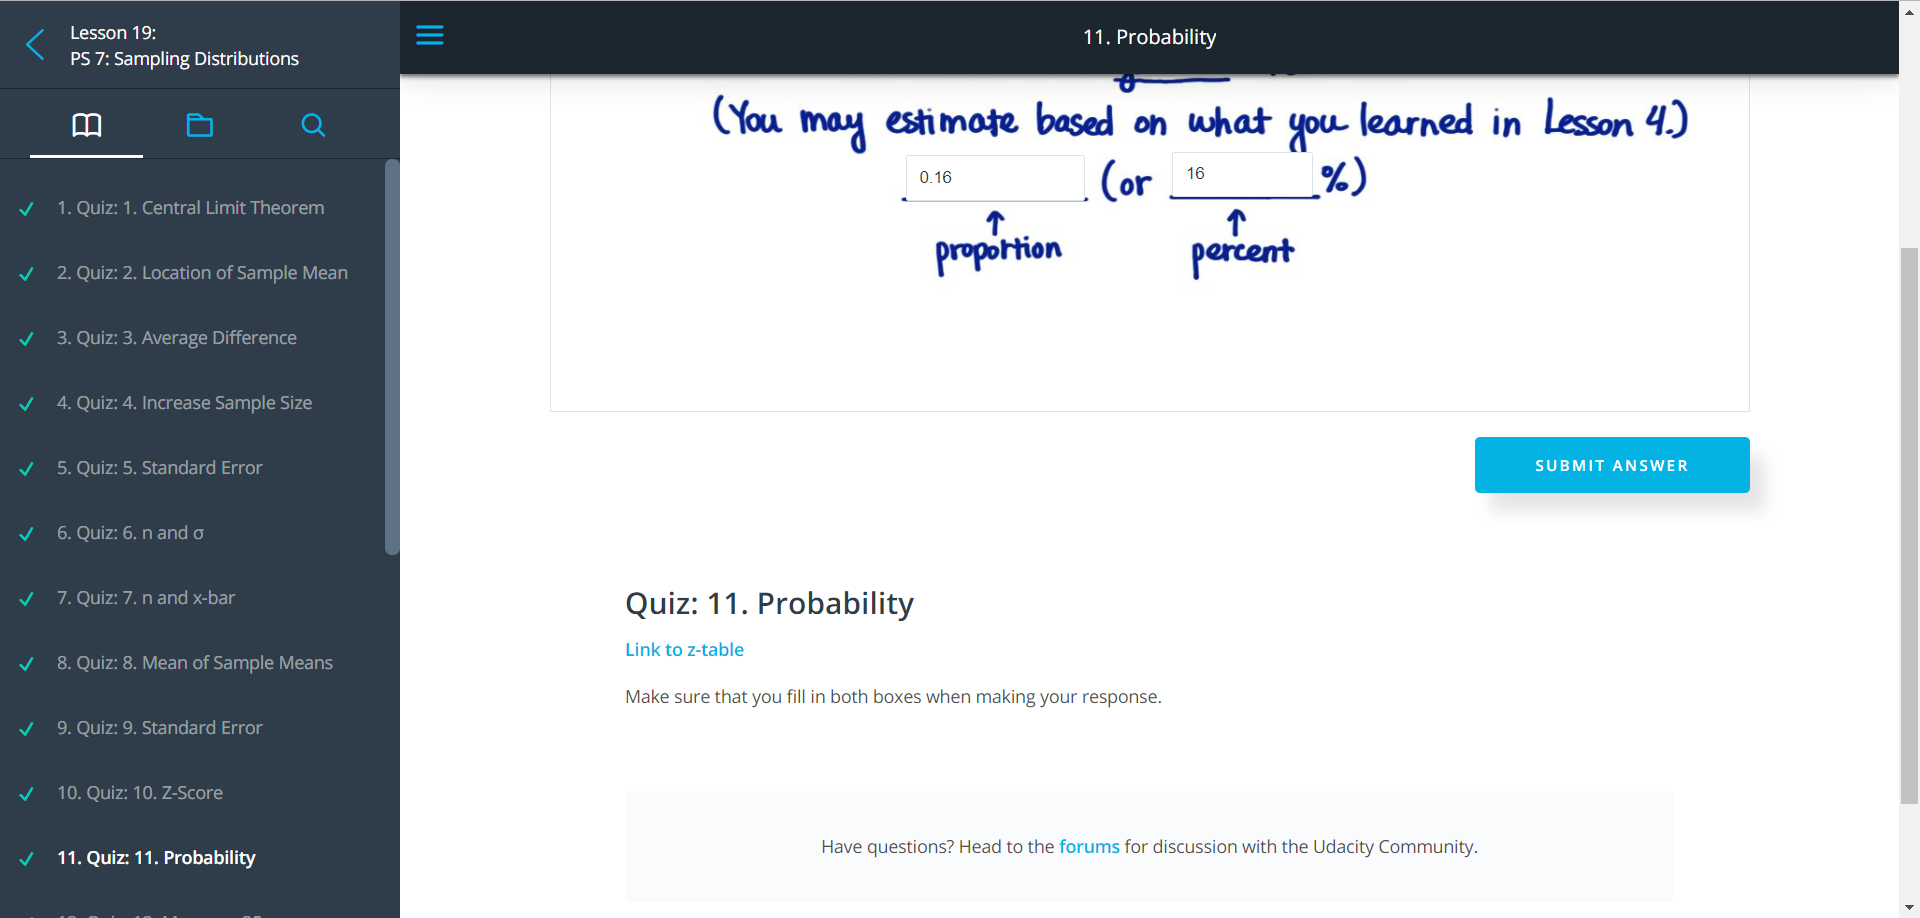 Lesson 19:
PS 7: Sampling Distributions
1. Quiz: 1. Central Limit Theorem
2. Quiz: 2. Location of Sample Mean
3. Quiz: 3. Average Difference
4. Quiz: 4. Increase Sample Size
5. Quiz: 5. Standard Error
6. Quiz: 6. n and σ
7. Quiz: 7. n and x-bar
8. Quiz: 8. Mean of Sample Means
9. Quiz: 9. Standard Error
10. Quiz: 10. Z-Score
11. Quiz: 11. Probability
11. Probability
(You may estimate based on what you learned in Lesson 4.)
0.16 (or 16 %)
proportion percent
SUBMIT ANSWER
Quiz: 11. Probability
Link to z-table
Make sure that you fill in both boxes when making your response.
Have questions? Head to the forums for discussion with the Udacity Community.